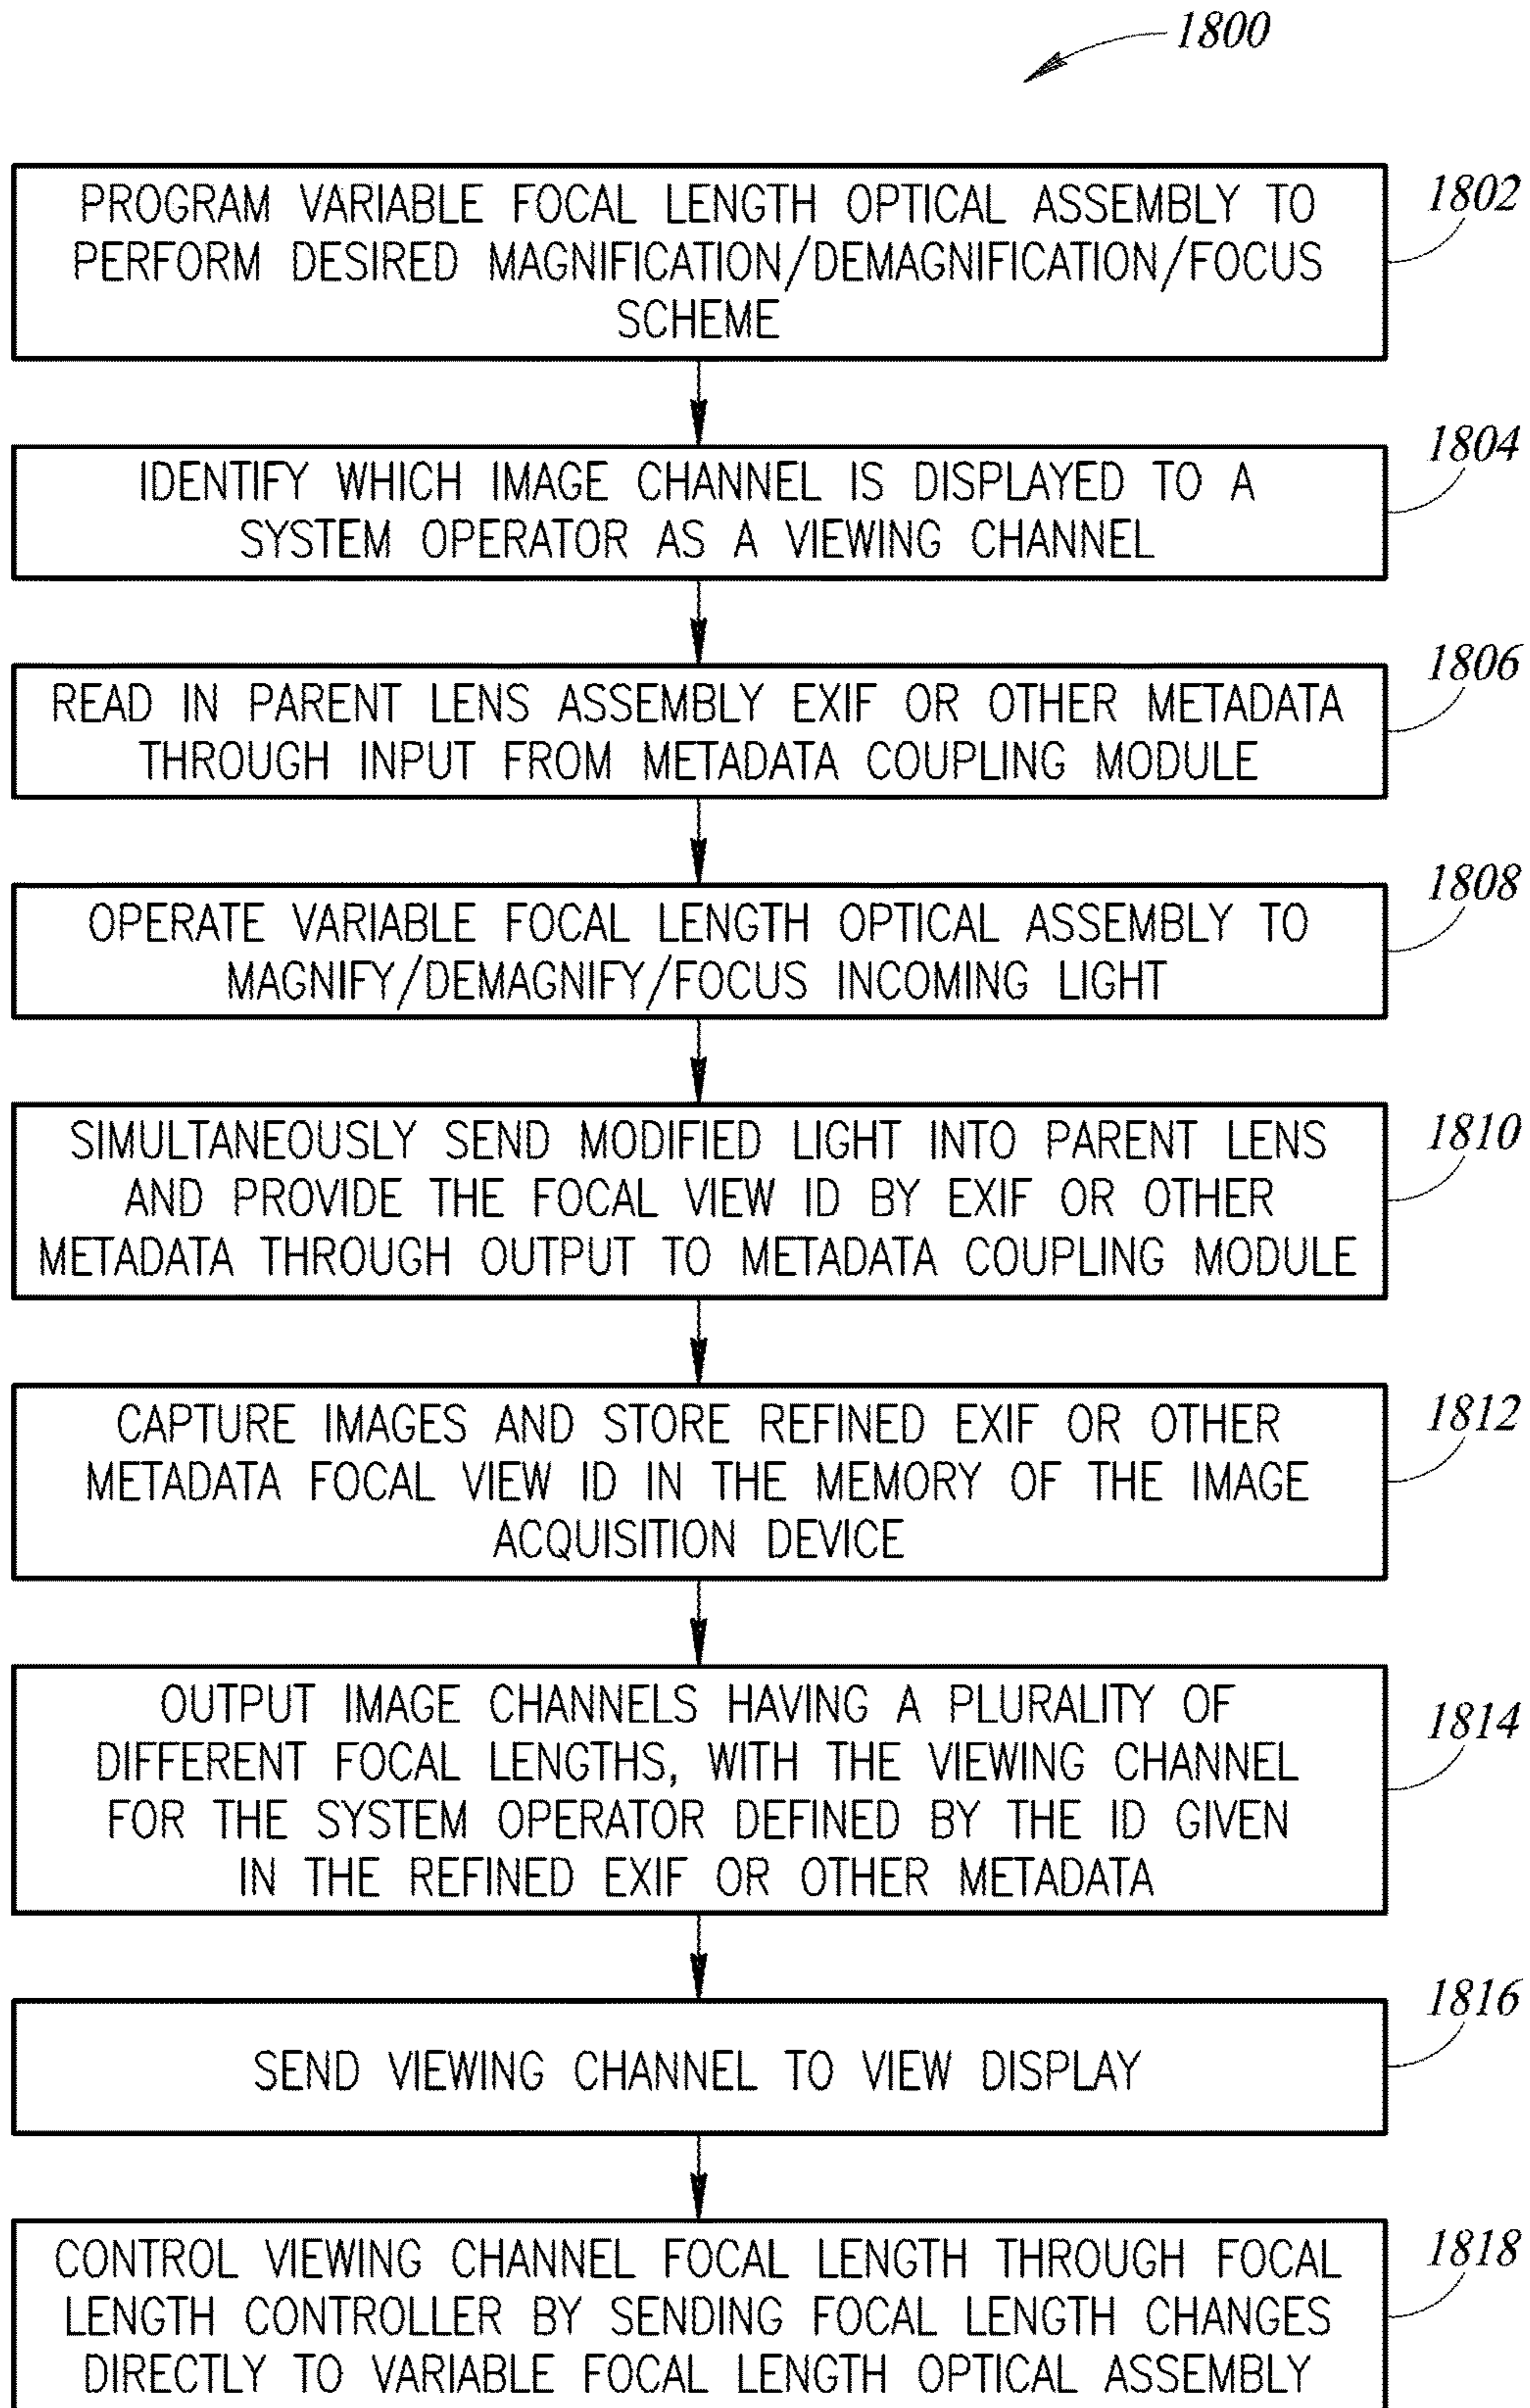 1800
PROGRAM VARIABLE FOCAL LENGTH OPTICAL ASSEMBLY TO
PERFORM DESIRED MAGNIFICATION/DEMAGNIFICATION/FOCUS
SCHEME
1802
IDENTIFY WHICH IMAGE CHANNEL IS DISPLAYED TO A
SYSTEM OPERATOR AS A VIEWING CHANNEL
1804
READ IN PARENT LENS ASSEMBLY EXIF OR OTHER METADATA
THROUGH INPUT FROM METADATA COUPLING MODULE
1806
OPERATE VARIABLE FOCAL LENGTH OPTICAL ASSEMBLY TO
MAGNIFY/DEMAGNIFY/FOCUS INCOMING LIGHT
1808
SIMULTANEOUSLY SEND MODIFIED LIGHT INTO PARENT LENS
AND PROVIDE THE FOCAL VIEW ID BY EXIF OR OTHER
METADATA THROUGH OUTPUT TO METADATA COUPLING MODULE
1810
CAPTURE IMAGES AND STORE REFINED EXIF OR OTHER
METADATA FOCAL VIEW ID IN THE MEMORY OF THE IMAGE
ACQUISITION DEVICE
1812
OUTPUT IMAGE CHANNELS HAVING A PLURALITY OF
DIFFERENT FOCAL LENGTHS, WITH THE VIEWING CHANNEL
FOR THE SYSTEM OPERATOR DEFINED BY THE ID GIVEN
IN THE REFINED EXIF OR OTHER METADATA
1814
SEND VIEWING CHANNEL TO VIEW DISPLAY
1816
CONTROL VIEWING CHANNEL FOCAL LENGTH THROUGH FOCAL
LENGTH CONTROLLER BY SENDING FOCAL LENGTH CHANGES
DIRECTLY TO VARIABLE FOCAL LENGTH OPTICAL ASSEMBLY
1818